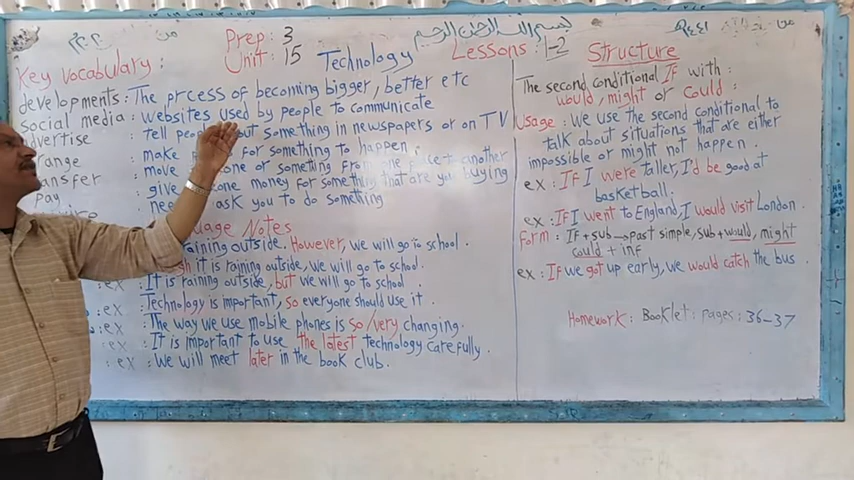 بسم الله الرحمن الرحيم
Prep: 3
Unit: 15
Technology
Lessons: 1-2
Key Vocabulary:
developments: The prcess of becoming bigger, better etc
Social media: websites used by people to communicate
: tell something in newspapers or on TV
: make for something to happen.
: move or something from one place to another
pay : give one money for something that are you buying
: ask you to do something
Notes
raining outside. However, we will go to school.
it is raining outside, we will go to school.
ex : It is raining outside, but we will go to school
ex : Technology is important, so everyone should use it.
ex : The way we use mobile phones is so/very changing.
ex : It is important to use the latest technology carefully.
: ex : We will meet later in the book club.
Structure
The second conditional If with:
would, might or could:
Usage: we use the second conditional to
talk about situations that are either
impossible or might not happen.
ex: If I were taller, I'd be good at
basketball.
ex: If I went to England, I would visit London.
Form: If + sub → past simple, sub + would, might
could + inf
ex: If we got up early, we would catch the bus.
Homework: Booklet: pages: 36-37